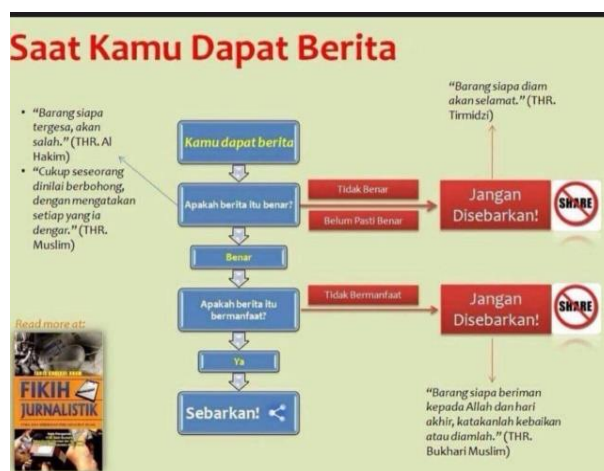 Saat Kamu Dapat Berita
• “Barang siapa
tergesa, akan
salah.” (THR. Al
Hakim)
• “Cukup seseorang
dinilai berbohong,
dengan mengatakan
setiap yang ia
dengar.” (THR.
Muslim)
Kamu dapat berita
Apakah berita itu benar?
Tidak Benar
Belum Pasti Benar
Jangan
Disebarkan!
SHARE
“Barang siapa diam
akan selamat.” (THR.
Tirmidzi)
Benar
Apakah berita itu
bermanfaat?
Tidak Bermanfaat
Jangan
Disebarkan!
SHARE
Ya
Sebarkan!
“Barang siapa beriman
kepada Allah dan hari
akhir, katakanlah kebaikan
atau diamlah.” (THR.
Bukhari Muslim)
Read more at:
FIKIH
JURNALISTIK